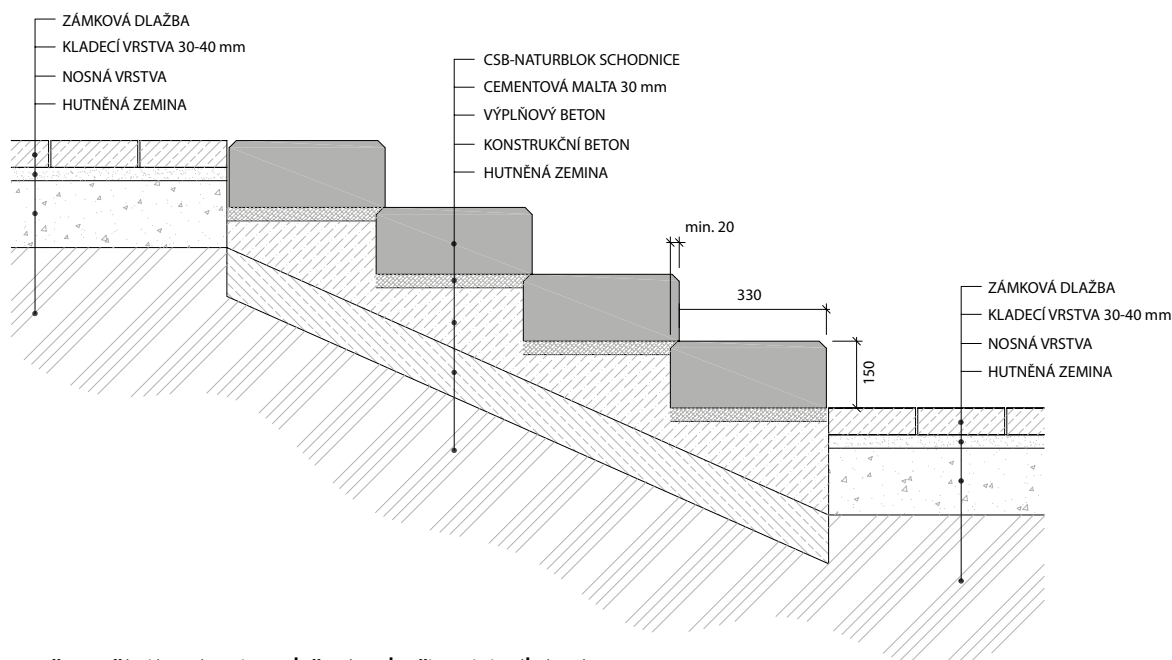 ZÁMKOVÁ DLAŽBA
KLADECÍ VRSTVA 30-40 mm
NOSNÁ VRSTVA
HUTNĚNÁ ZEMINA
CSB-NATURBLOK SCHODNICE
CEMENTOVÁ MALTA 30 mm
VÝPLŇOVÝ BETON
KONSTRUKČNÍ BETON
HUTNĚNÁ ZEMINA
min. 20
330
150
ZÁMKOVÁ DLAŽBA
KLADECÍ VRSTVA 30-40 mm
NOSNÁ VRSTVA
HUTNĚNÁ ZEMINA